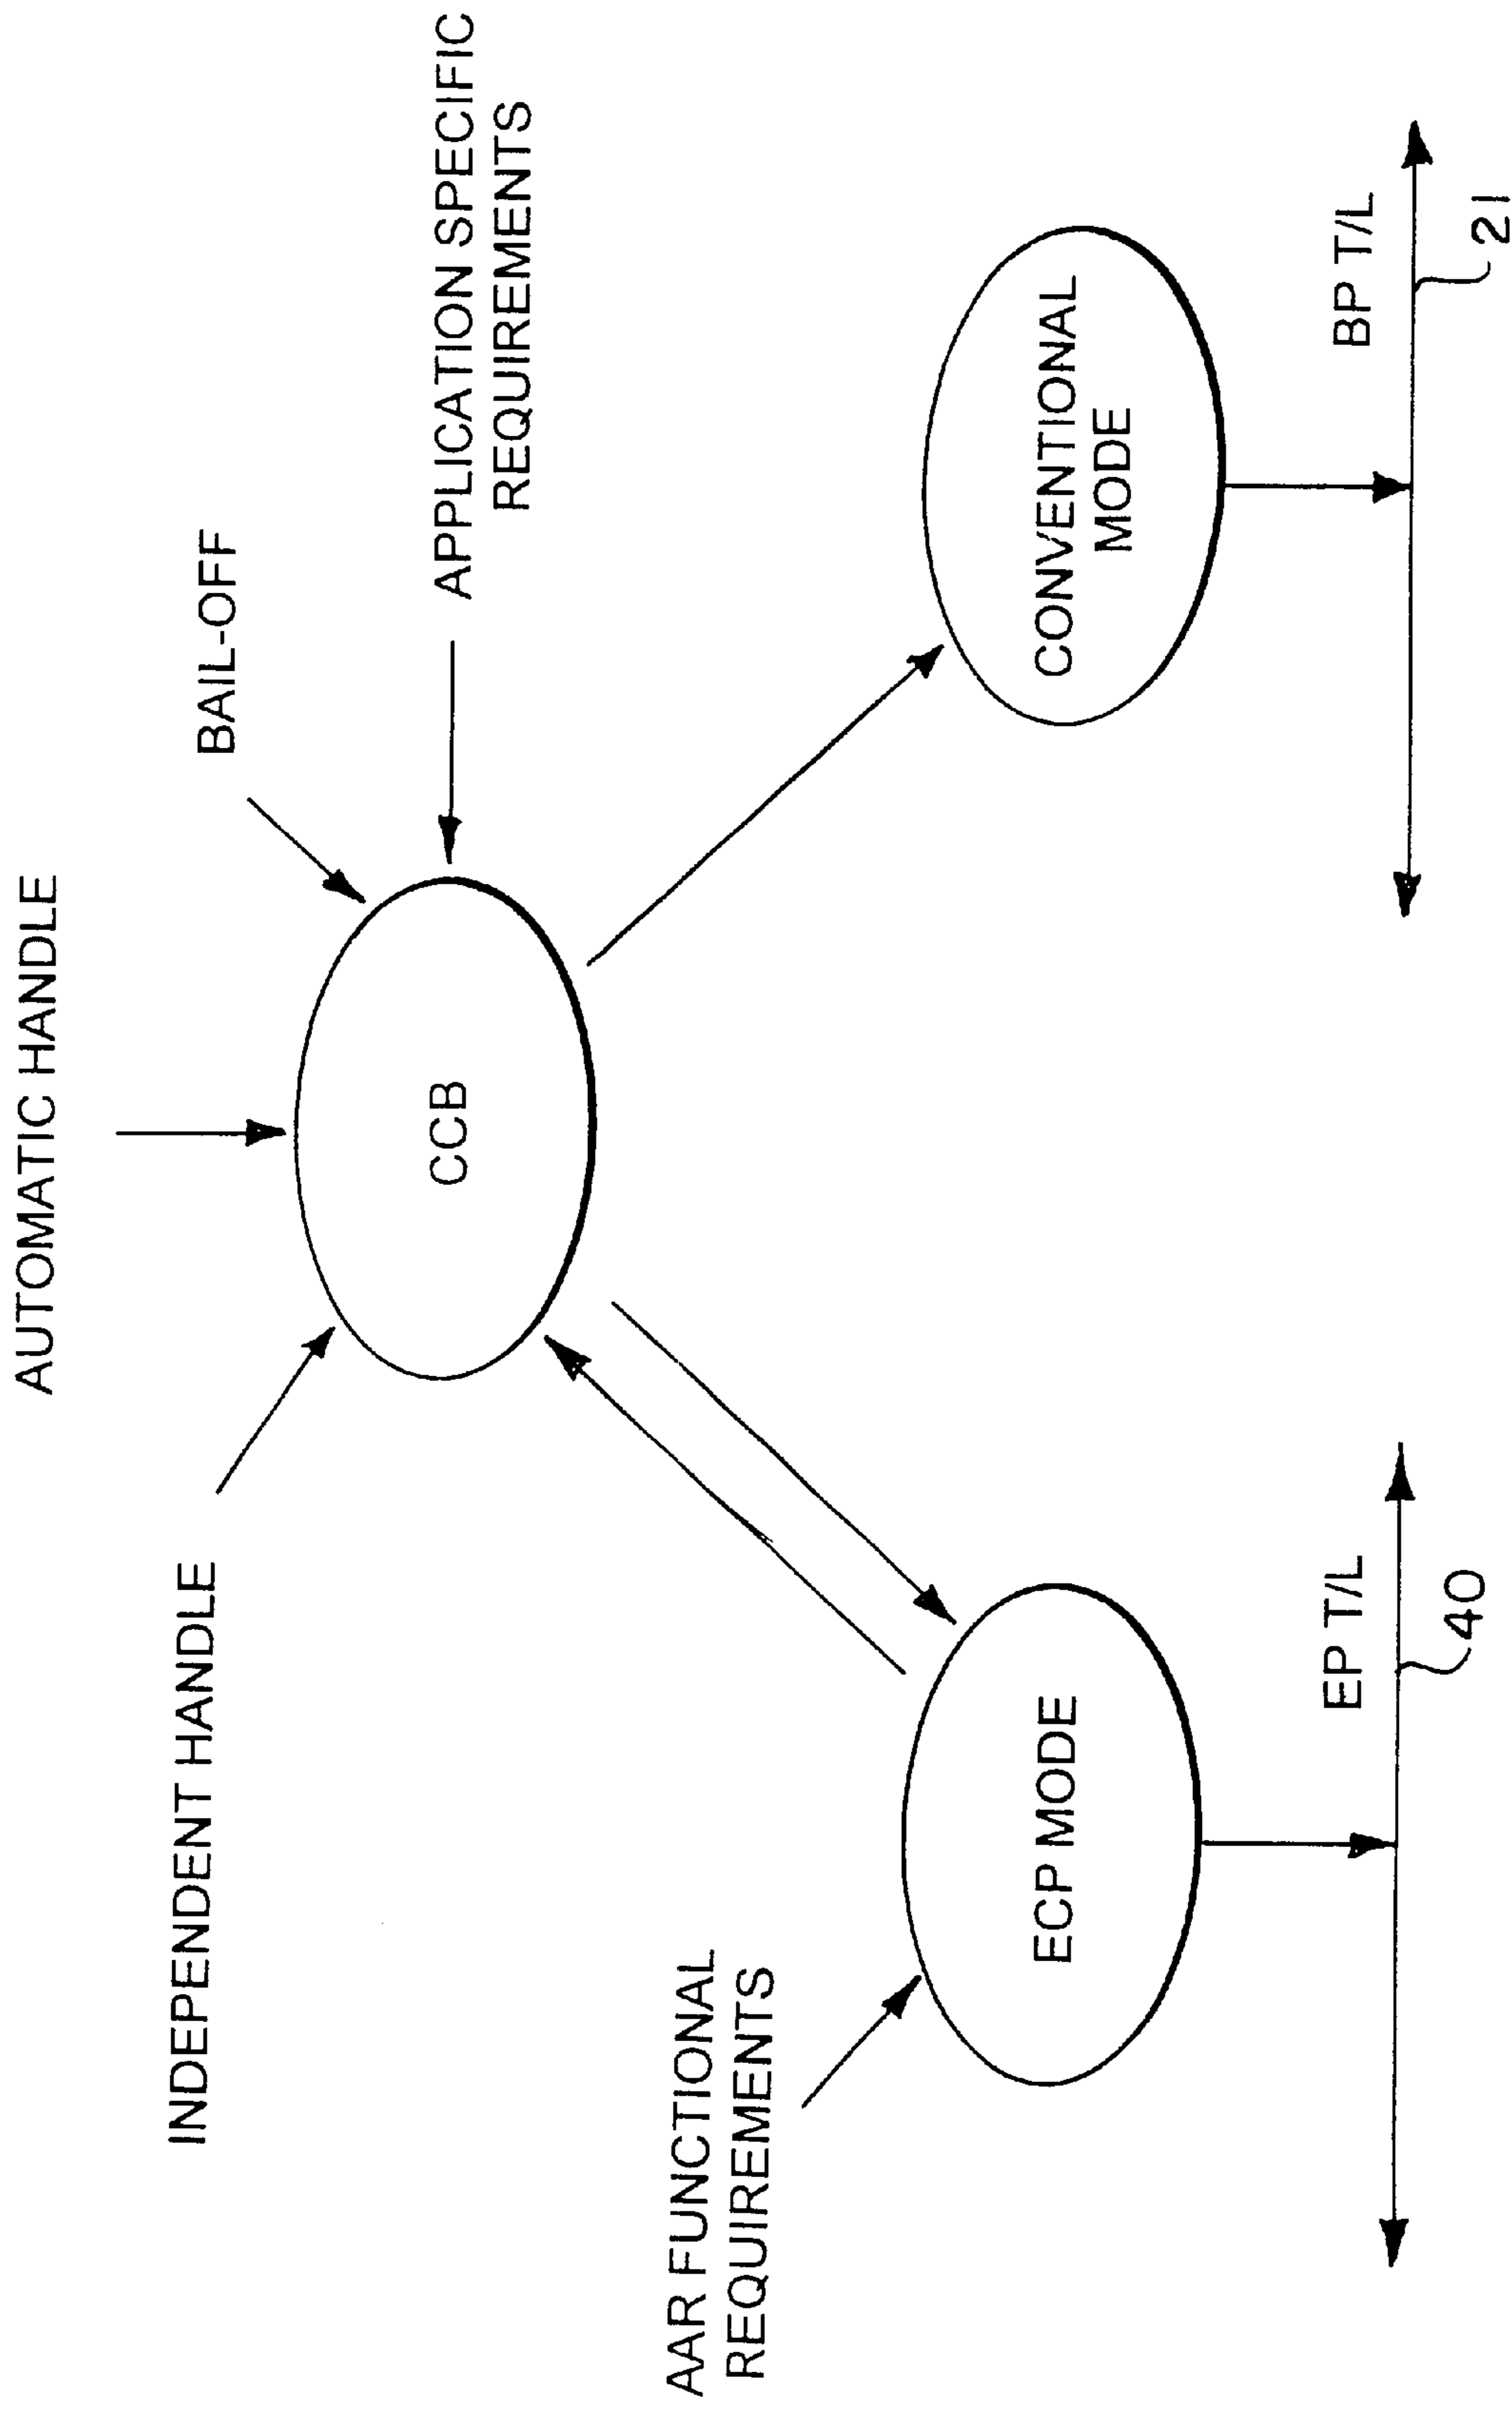 AUTOMATIC HANDLE
INDEPENDENT HANDLE
BAIL-OFF
CCB
APPLICATION SPECIFIC
REQUIREMENTS
AAR FUNCTIONAL
REQUIREMENTS
ECP MODE
CONVENTIONAL
MODE
EP T/L
BP T/L
40
21